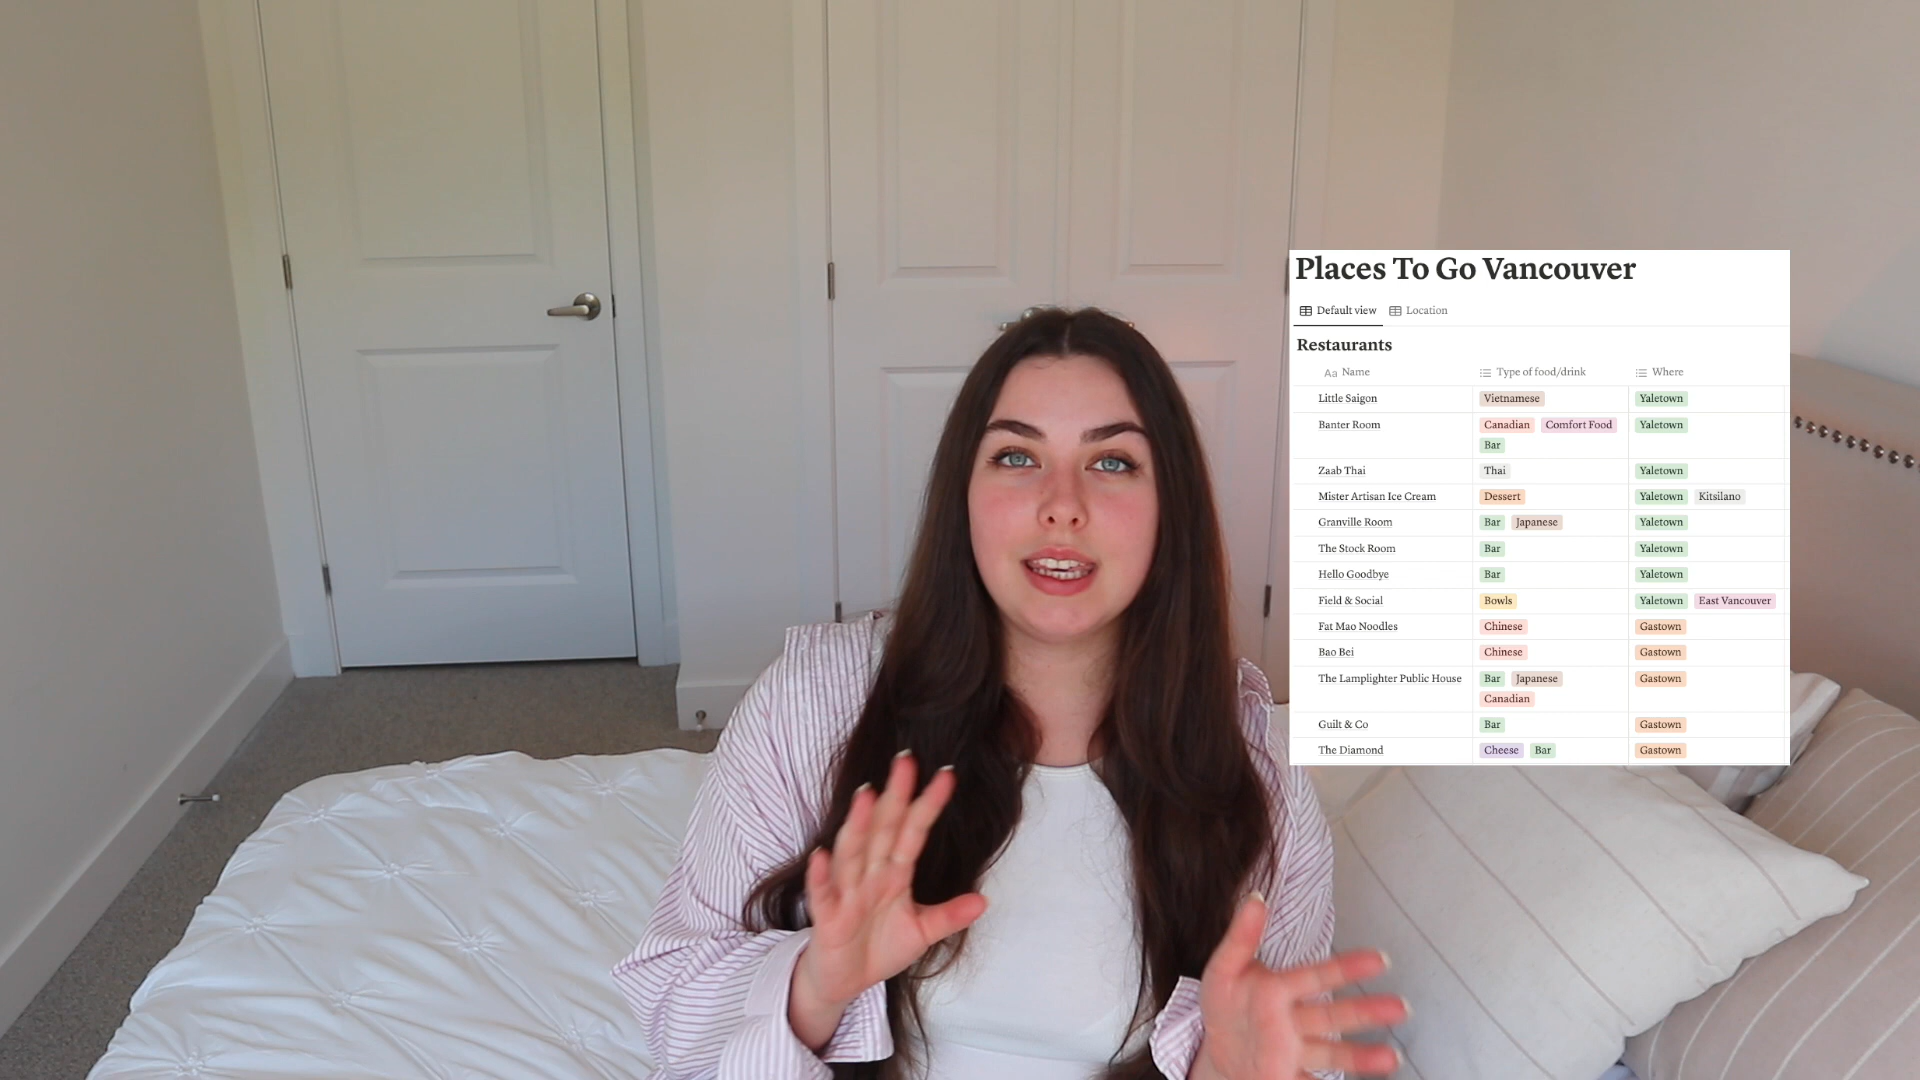 Places To Go Vancouver
Default view Location
Restaurants
Aa Name Type of food/drink Where
Little Saigon Vietnamese Yaletown
Banter Room Canadian Comfort Food Yaletown
Bar
Zaab Thai Thai Yaletown
Mister Artisan Ice Cream Dessert Yaletown Kitsilano
Granville Room Bar Japanese Yaletown
The Stock Room Bar Yaletown
Hello Goodbye Bar Yaletown
Field & Social Bowls Yaletown East Vancouver
Fat Mao Noodles Chinese Gastown
Bao Bei Chinese Gastown
The Lamplighter Public House Bar Japanese Gastown
Canadian
Guilt & Co Bar Gastown
The Diamond Cheese Bar Gastown